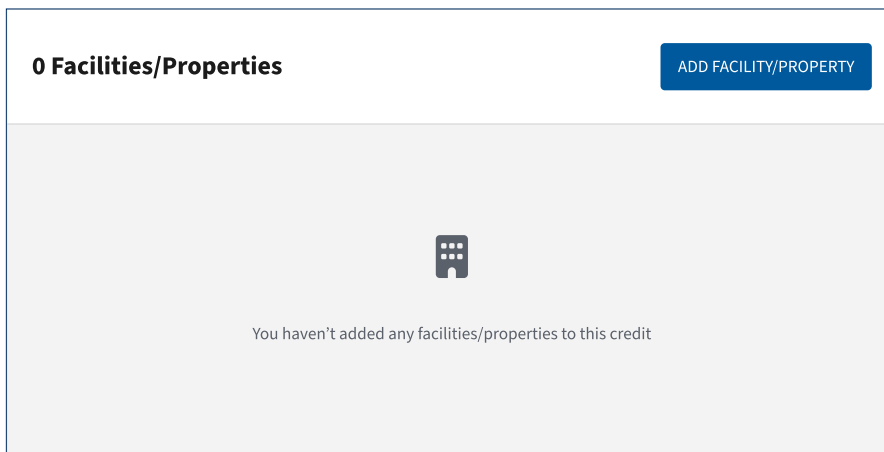 0 Facilities/Properties
ADD FACILITY/PROPERTY
You haven’t added any facilities/properties to this credit